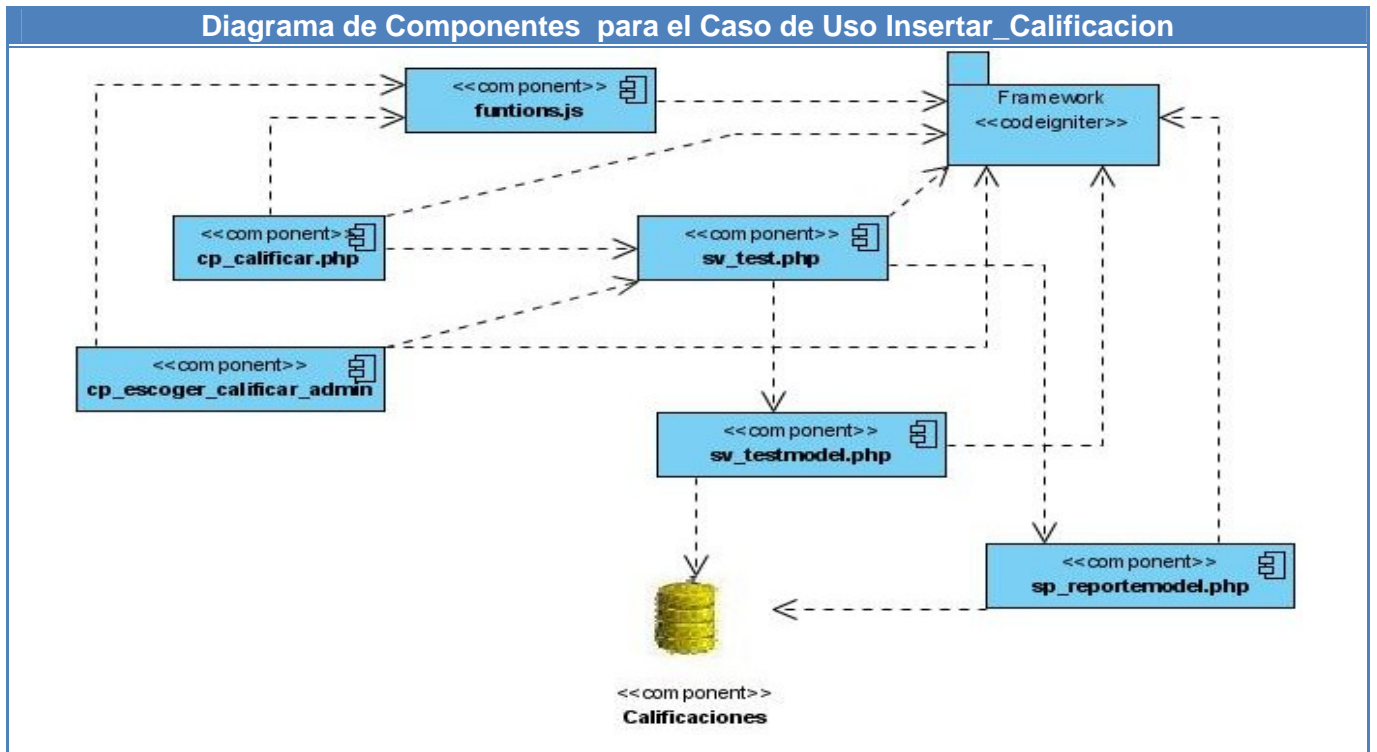 Diagrama de Componentes para el Caso de Uso Insertar_Calificacion
<<component>>
funtions.js
Framework
<<codeigniter>>
<<component>>
cp_calificar.php
<<component>>
sv_test.php
<<component>>
cp_escoger_calificar_admin
<<component>>
sv_testmodel.php
<<component>>
sp_reportemodel.php
<<component>>
Calificaciones